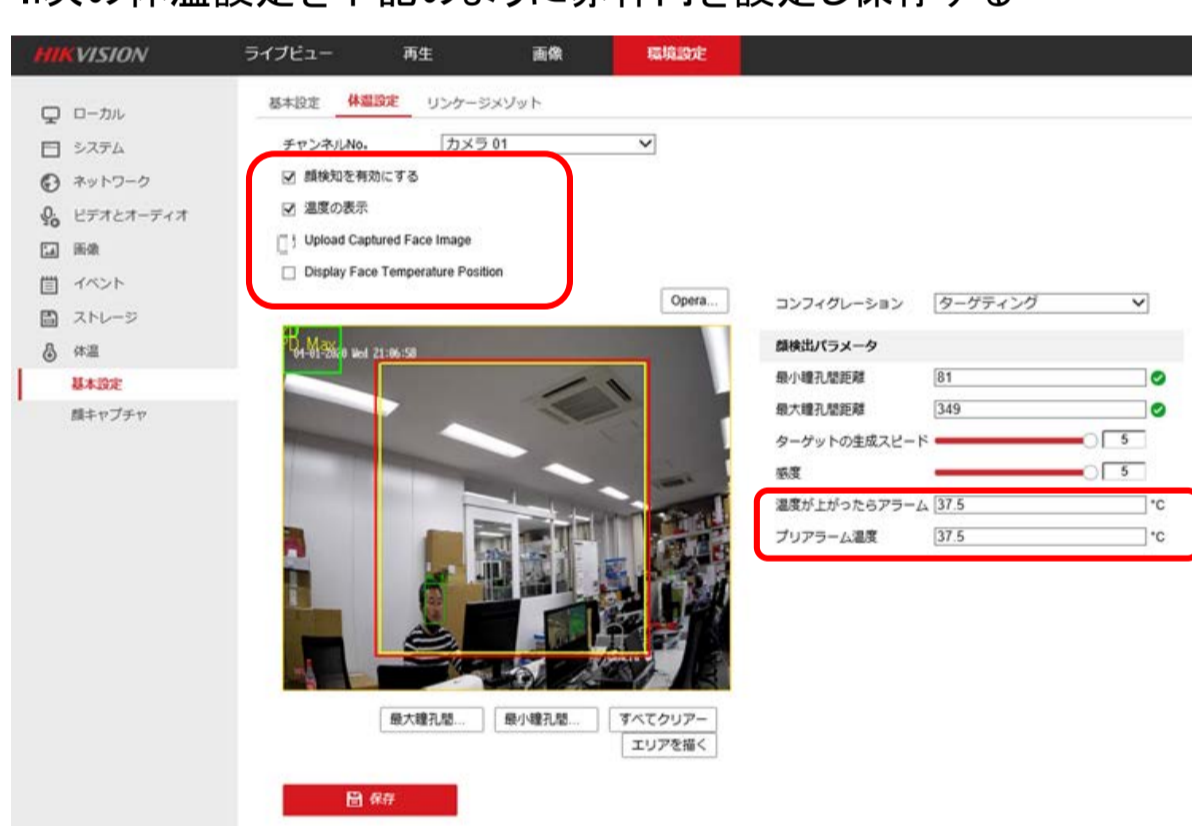 HIKVISION ライブビュー 再生 画像 環境設定
ローカル
システム
ネットワーク
ビデオとオーディオ
画像
イベント
ストレージ
体温
基本設定
顔キャプチャ
基本設定 体温設定 リンケージメゾット
チャンネルNo. カメラ 01
顔検知を有効にする
温度の表示
Upload Captured Face Image
Display Face Temperature Position
Opera...
04-01-2020 Wed 21:06:58
最大瞳孔間... 最小瞳孔間... すべてクリアー
エリアを描く
保存
コンフィグレーション ターゲティング
顔検出パラメータ
最小瞳孔間距離 81
最大瞳孔間距離 349
ターゲットの生成スピード 5
感度 5
温度が上がったらアラーム 37.5 °C
プリアラーム温度 37.5 °C